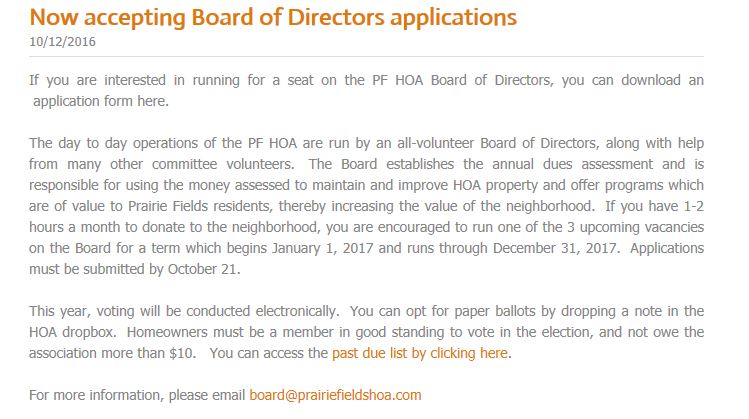 Now accepting Board of Directors applications
10/12/2016
If you are interested in running for a seat on the PF HOA Board of Directors, you can download an
application form here.
The day to day operations of the PF HOA are run by an all-volunteer Board of Directors, along with help
from many other committee volunteers.  The Board establishes the annual dues assessment and is
responsible for using the money assessed to maintain and improve HOA property and offer programs which
are of value to Prairie Fields residents, thereby increasing the value of the neighborhood.  If you have 1-2
hours a month to donate to the neighborhood, you are encouraged to run one of the 3 upcoming vacancies
on the Board for a term which begins January 1, 2017 and runs through December 31, 2017.  Applications
must be submitted by October 21.
This year, voting will be conducted electronically.  You can opt for paper ballots by dropping a note in the
HOA dropbox.  Homeowners must be a member in good standing to vote in the election, and not owe the
association more than $10.   You can access the past due list by clicking here.
For more information, please email board@prairiefieldshoa.com